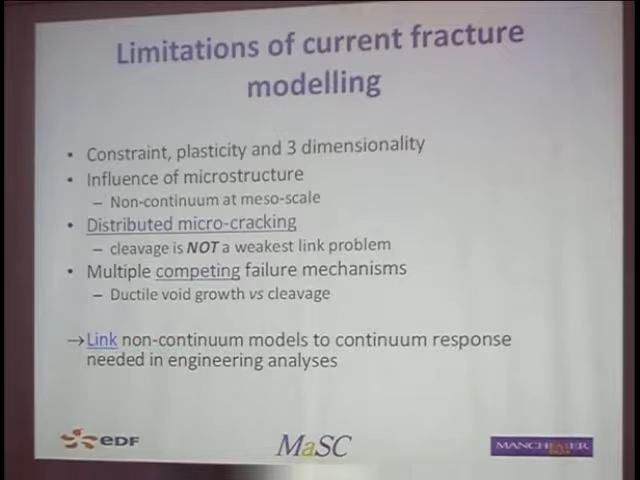 Limitations of current fracture
modelling
• Constraint, plasticity and 3 dimensionality
• Influence of microstructure
– Non-continuum at meso-scale
• Distributed micro-cracking
– cleavage is NOT a weakest link problem
• Multiple competing failure mechanisms
– Ductile void growth vs cleavage
→Link non-continuum models to continuum response
needed in engineering analyses
eDF
MaSC
MANCHESTER